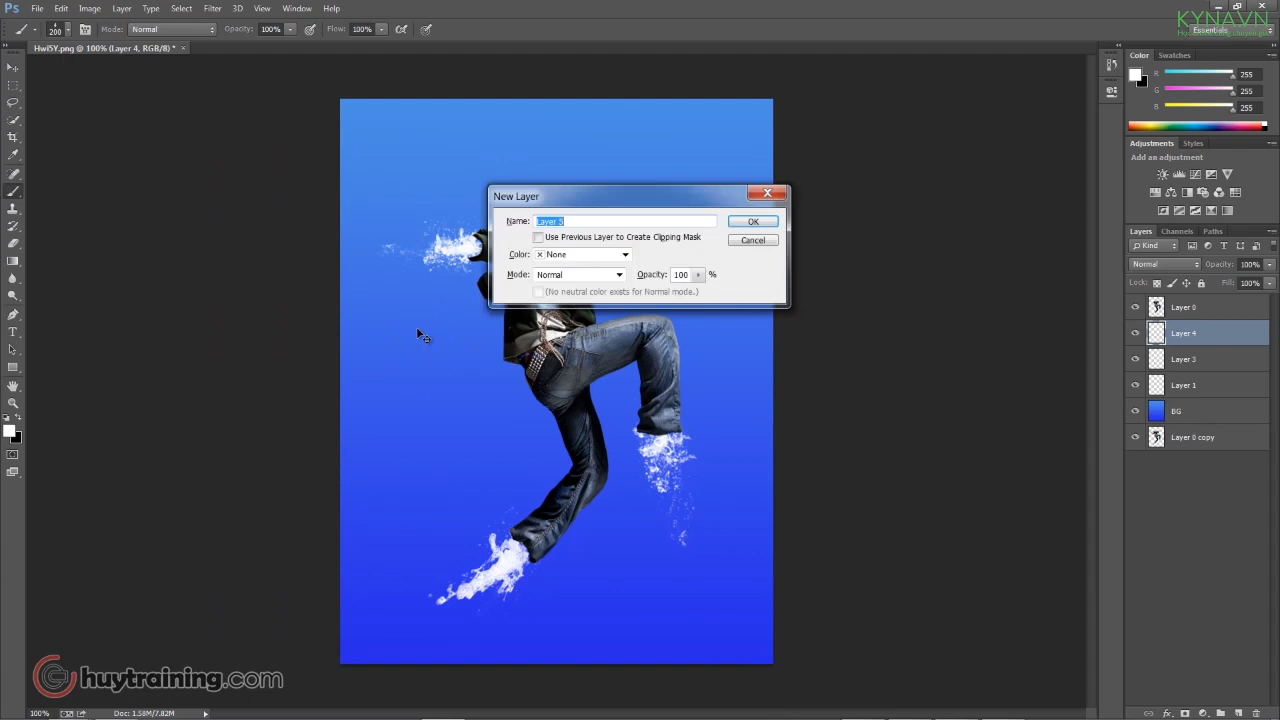 Ps File Edit Image Layer Type Select Filter 3D View Window Help
KYNA.VN
200 Mode: Normal Opacity: 100% Flow: 100% Essentials
Hwi5Y.png @ 100% (Layer 4, RGB/8) * ×
Color Swatches
R 255
G 255
B 255
Adjustments Styles
Add an adjustment
New Layer
Name: Layer 5 OK
Use Previous Layer to Create Clipping Mask Cancel
Color: × None
Mode: Normal Opacity: 100 %
(No neutral color exists for Normal mode.)
Layers Channels Paths
Kind
Normal Opacity: 100%
Lock: Fill: 100%
Layer 0
Layer 4
Layer 3
Layer 1
BG
Layer 0 copy
huytraining.com
100% Doc: 1.58M/7.82M